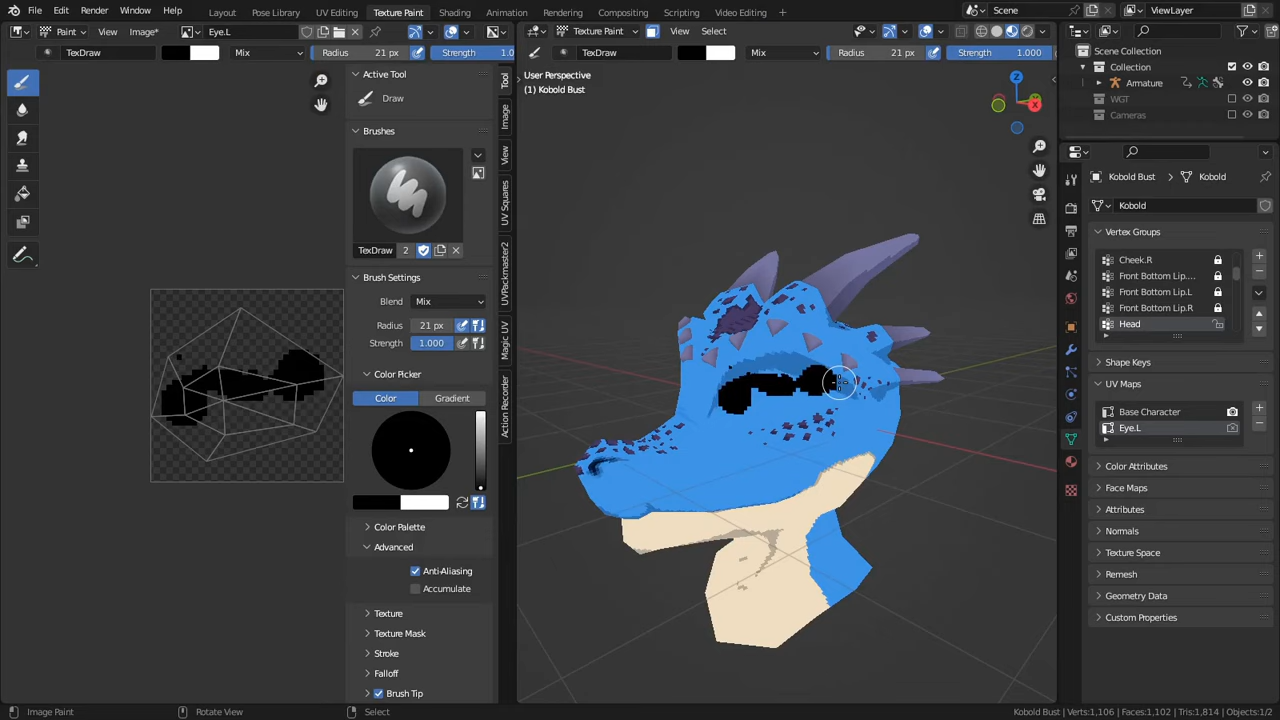 File Edit Render Window Help Layout Pose Library UV Editing Texture Paint Shading Animation Rendering Compositing Scripting Video Editing + Scene ViewLayer
Paint View Image* Eye.L
Texture Paint View Select
TexDraw Mix Radius 21 px Strength 1.0
TexDraw Mix Radius 21 px Strength 1.000
User Perspective
(1) Kobold Bust
Active Tool
Draw
Brushes
TexDraw 2
Brush Settings
Blend Mix
Radius 21 px
Strength 1.000
Color Picker
Color Gradient
Color Palette
Advanced
Anti-Aliasing
Accumulate
Texture
Texture Mask
Stroke
Falloff
Brush Tip
Tool
Image
View
UV Squares
UVPackmaster2
Magic UV
Action Recorder
Z
X
Scene Collection
Collection
Armature
WGT
Cameras
Kobold Bust Kobold
Kobold
Vertex Groups
Cheek.R
Front Bottom Lip....
Front Bottom Lip.L
Front Bottom Lip.R
Head
Shape Keys
UV Maps
Base Character
Eye.L
Color Attributes
Face Maps
Attributes
Normals
Texture Space
Remesh
Geometry Data
Custom Properties
Image Paint Rotate View Select Kobold Bust | Verts:1,106 | Faces:1,102 | Tris:1,814 | Objects:1/2